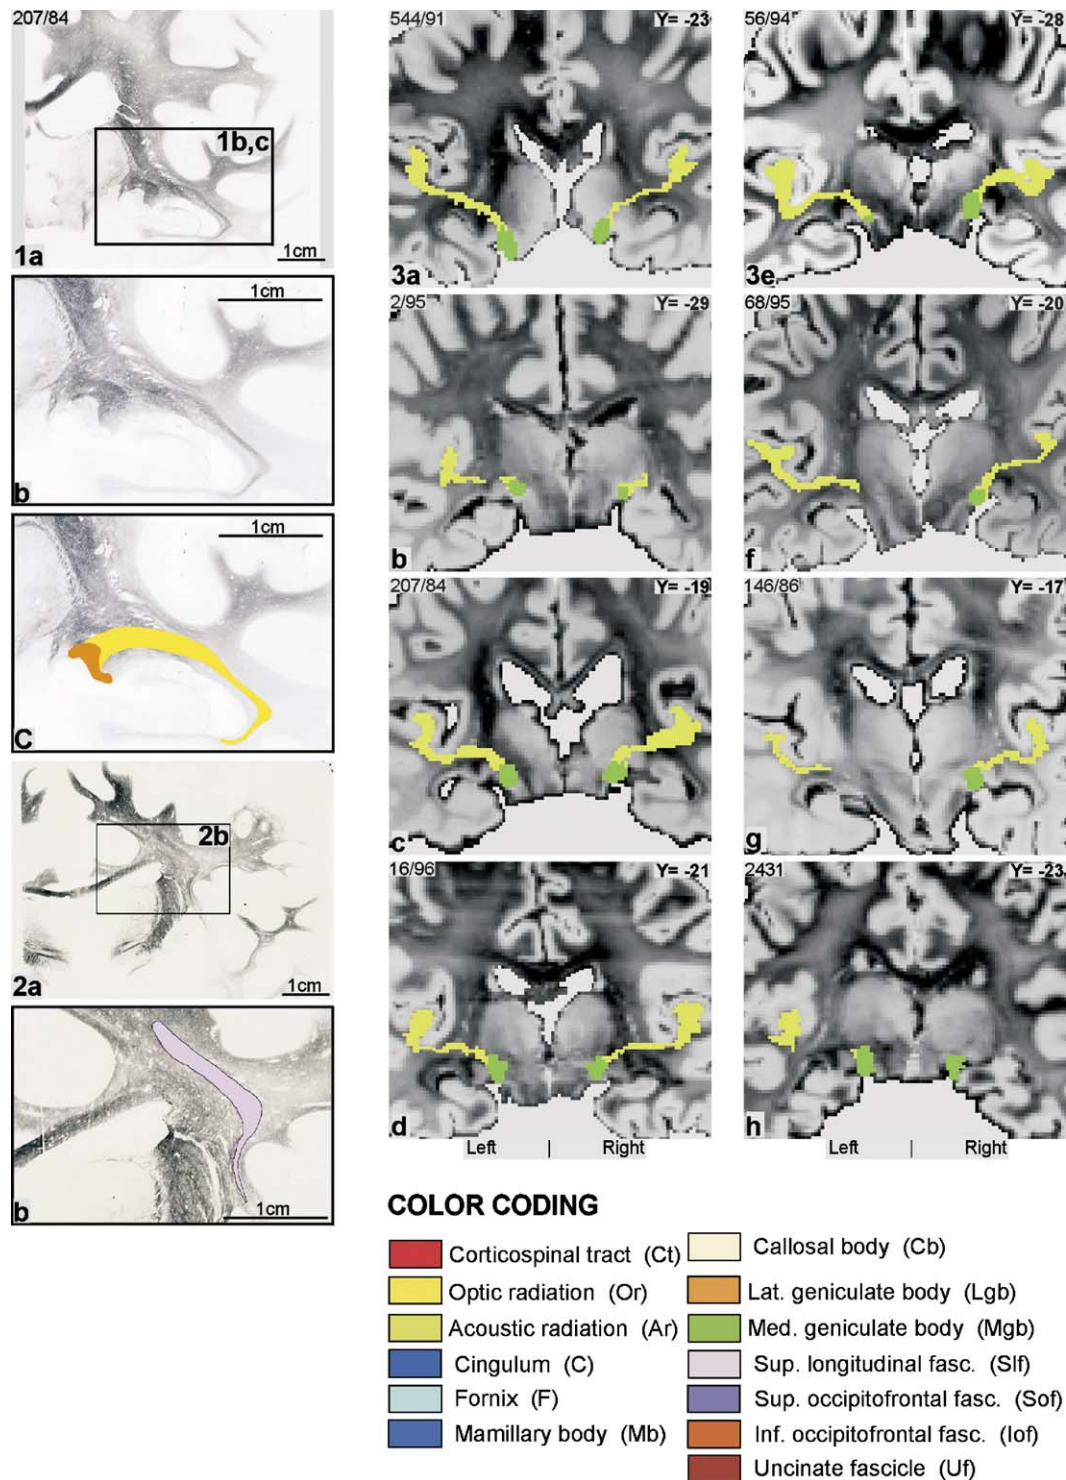 207/84
1b,c
1a
1cm
1cm
b
1cm
c
2b
2a
1cm
b
1cm
544/91 Y= -23
3a
56/94 Y= -28
3e
2/95 Y= -29
b
68/95 Y= -20
f
207/84 Y= -19
c
146/86 Y= -17
g
16/96 Y= -21
d
2431 Y= -23
h
Left | Right
Left | Right
COLOR CODING
Corticospinal tract (Ct)
Optic radiation (Or)
Acoustic radiation (Ar)
Cingulum (C)
Fornix (F)
Mamillary body (Mb)
Callosal body (Cb)
Lat. geniculate body (Lgb)
Med. geniculate body (Mgb)
Sup. longitudinal fasc. (Slf)
Sup. occipitofrontal fasc. (Sof)
Inf. occipitofrontal fasc. (Iof)
Uncinate fascicle (Uf)